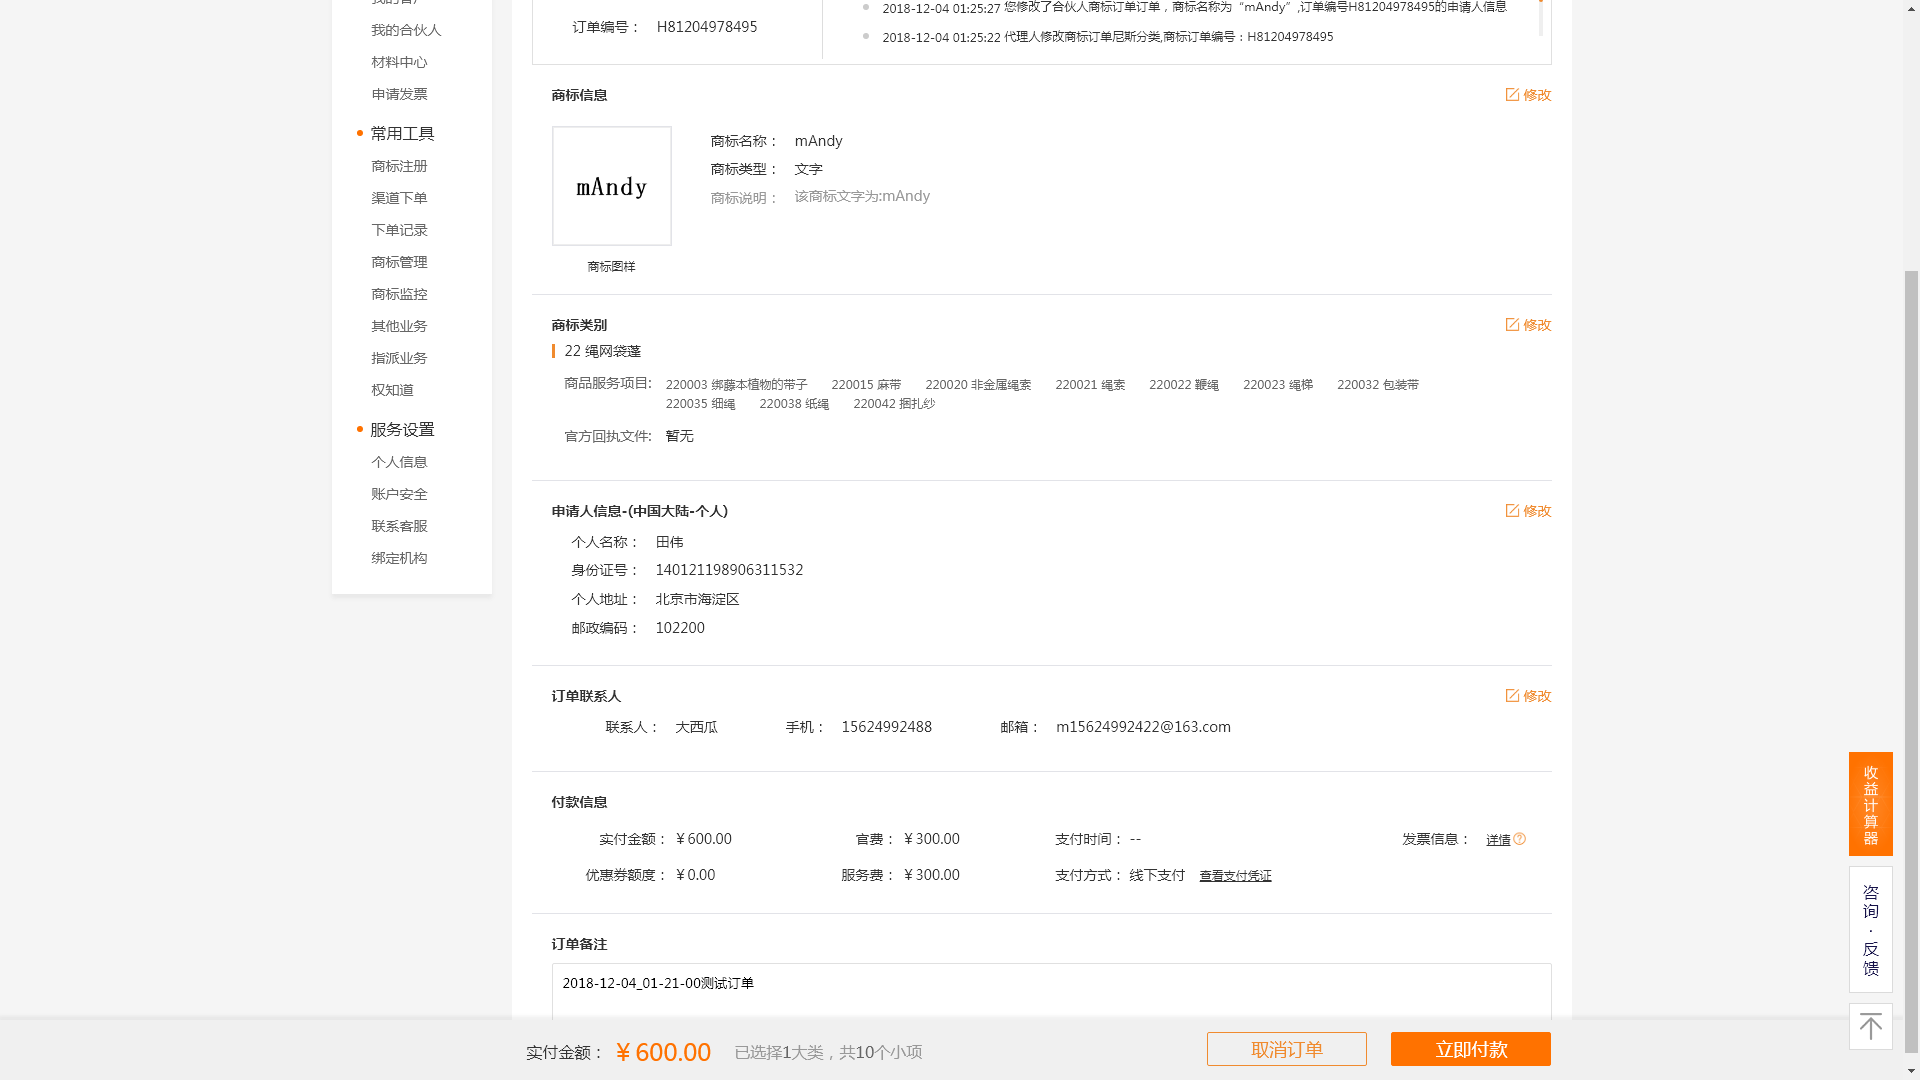 我的合伙人
材料中心
申请发票
常用工具
商标注册
渠道下单
下单记录
商标管理
商标监控
其他业务
指派业务
权知道
服务设置
个人信息
账户安全
联系客服
绑定机构
订单编号： H81204978495
2018-12-04 01:25:27 您修改了合伙人商标订单订单，商标名称为“mAndy”,订单编号H81204978495的申请人信息
2018-12-04 01:25:22 代理人修改商标订单尼斯分类,商标订单编号：H81204978495
商标信息 修改
mAndy
商标图样
商标名称： mAndy
商标类型： 文字
商标说明： 该商标文字为:mAndy
商标类别 修改
22 绳网袋蓬
商品服务项目: 220003 绑藤本植物的带子 220015 麻带 220020 非金属绳索 220021 绳索 220022 鞭绳 220023 绳梯 220032 包装带
220035 细绳 220038 纸绳 220042 捆扎纱
官方回执文件: 暂无
申请人信息-(中国大陆-个人) 修改
个人名称： 田伟
身份证号： 140121198906311532
个人地址： 北京市海淀区
邮政编码： 102200
订单联系人 修改
联系人： 大西瓜 手机： 15624992488 邮箱： m15624992422@163.com
付款信息
实付金额： ¥600.00 官费： ¥300.00 支付时间： -- 发票信息： 详情
优惠券额度： ¥0.00 服务费： ¥300.00 支付方式： 线下支付 查看支付凭证
订单备注
2018-12-04_01-21-00测试订单
实付金额： ¥600.00 已选择1大类，共10个小项 取消订单 立即付款
收益计算器
咨询·反馈